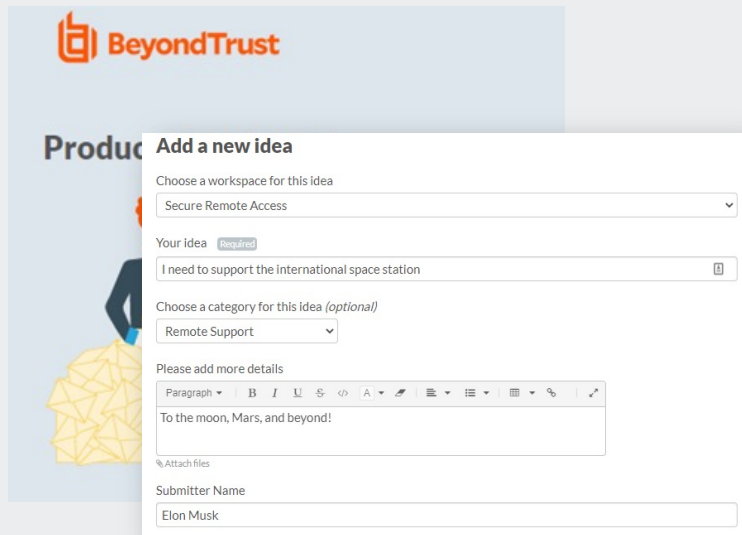 BeyondTrust
Produc
Add a new idea
Choose a workspace for this idea
Secure Remote Access
Your idea Required
I need to support the international space station
Choose a category for this idea (optional)
Remote Support
Please add more details
Paragraph B I U S </> A
To the moon, Mars, and beyond!
Attach files
Submitter Name
Elon Musk